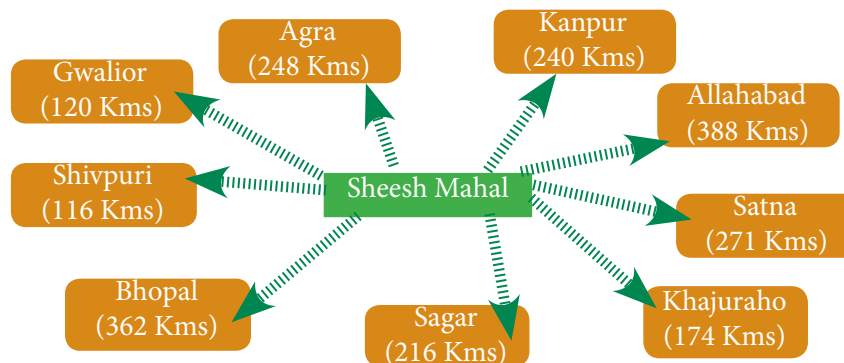 Agra
(248 Kms)
Kanpur
(240 Kms)
Gwalior
(120 Kms)
Allahabad
(388 Kms)
Shivpuri
(116 Kms)
Sheesh Mahal
Satna
(271 Kms)
Bhopal
(362 Kms)
Sagar
(216 Kms)
Khajuraho
(174 Kms)